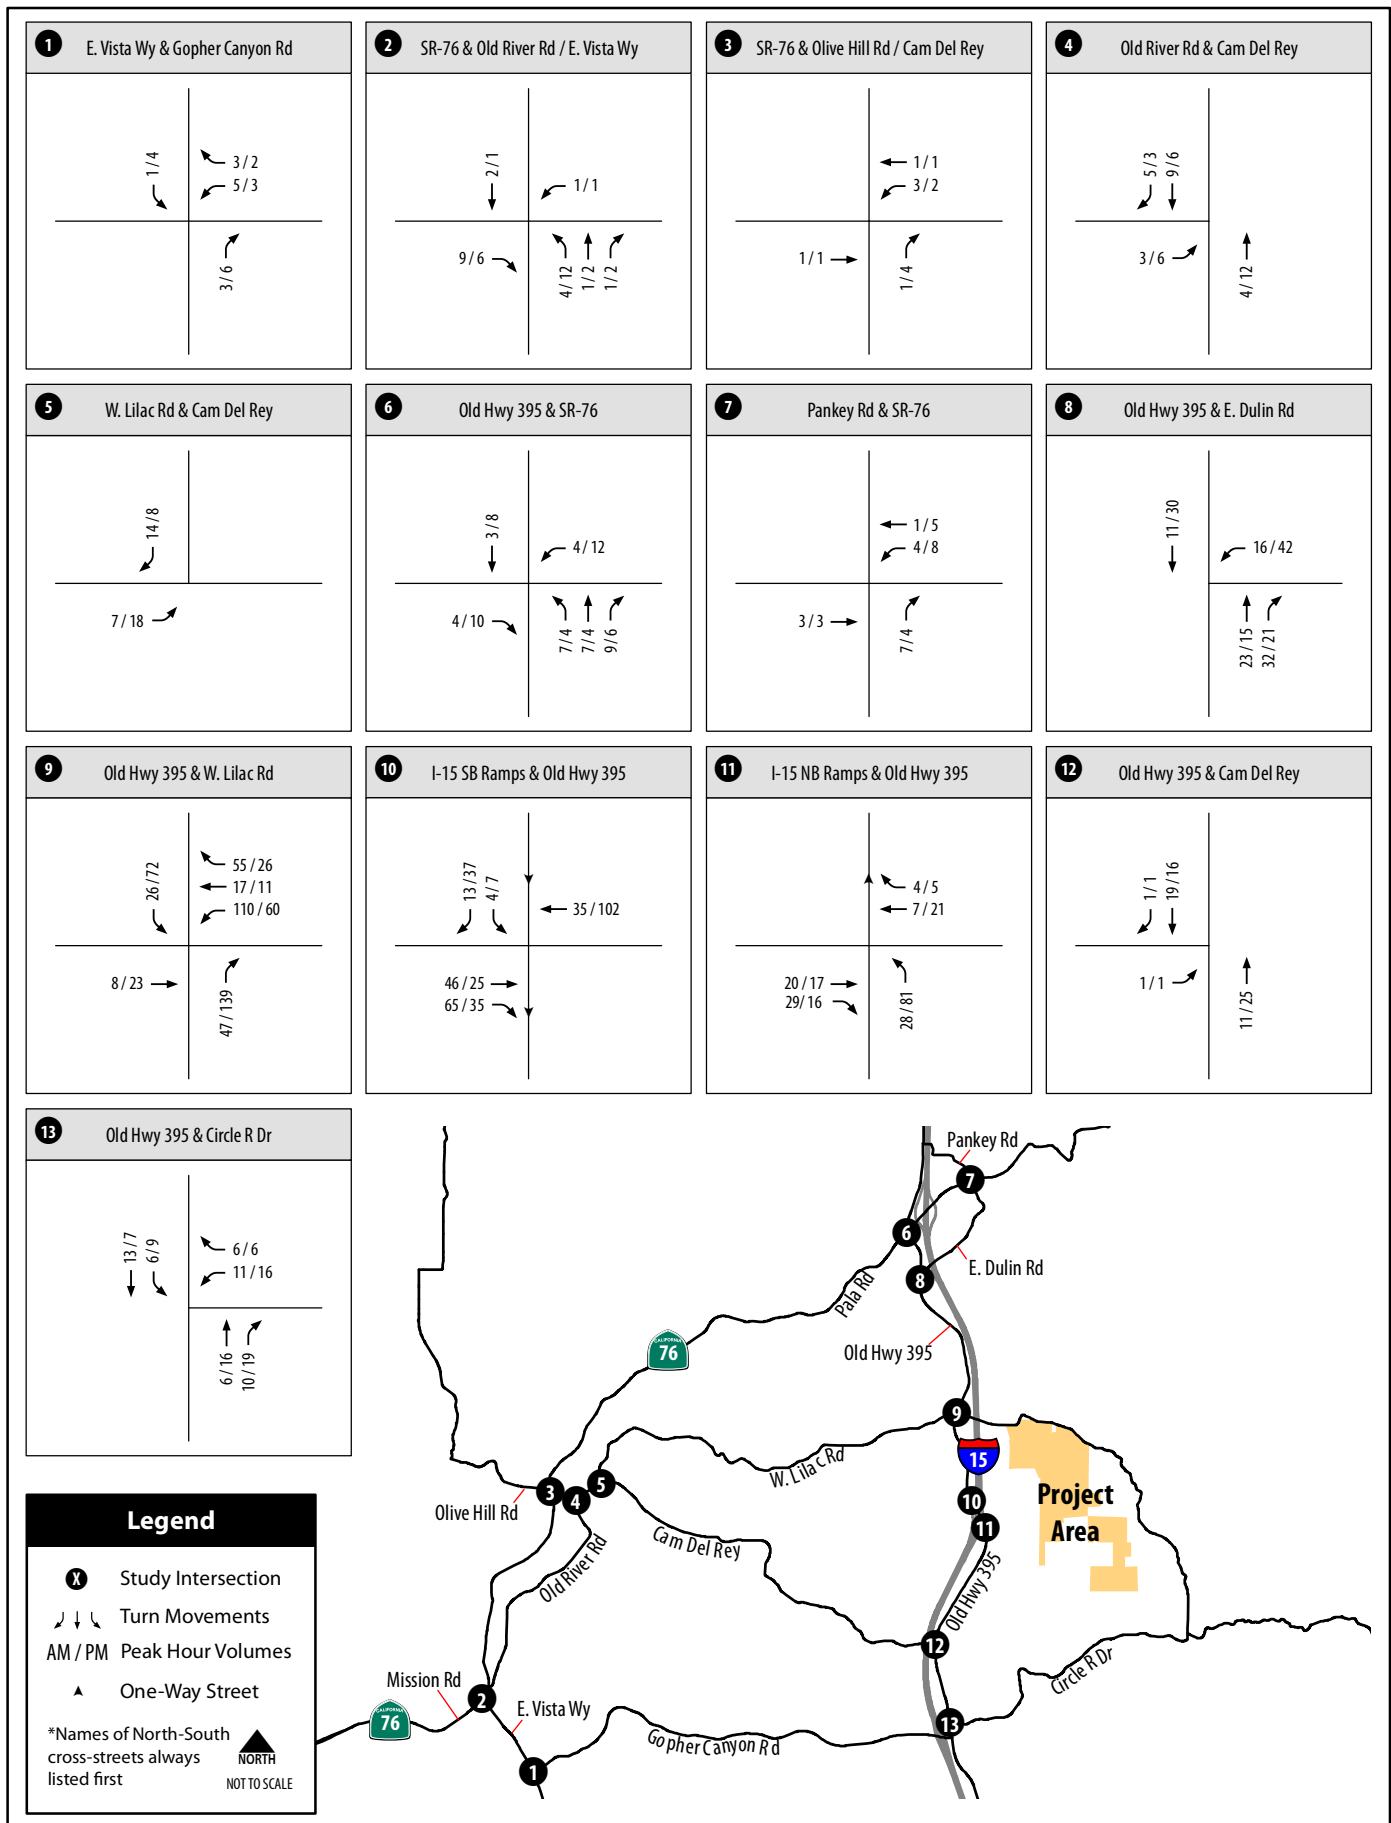 1 E. Vista Wy & Gopher Canyon Rd
1 / 4
3 / 2
5 / 3
3 / 6
2 SR-76 & Old River Rd / E. Vista Wy
2 / 1
1 / 1
9 / 6
4 / 12
1 / 2
1 / 2
3 SR-76 & Olive Hill Rd / Cam Del Rey
1 / 1
3 / 2
1 / 1
1 / 4
4 Old River Rd & Cam Del Rey
5 / 3
9 / 6
3 / 6
4 / 12
5 W. Lilac Rd & Cam Del Rey
14 / 8
7 / 18
6 Old Hwy 395 & SR-76
3 / 8
4 / 12
4 / 10
7 / 4
7 / 4
9 / 6
7 Pankey Rd & SR-76
1 / 5
4 / 8
3 / 3
7 / 4
8 Old Hwy 395 & E. Dulin Rd
11 / 30
16 / 42
23 / 15
32 / 21
9 Old Hwy 395 & W. Lilac Rd
26 / 72
55 / 26
17 / 11
110 / 60
8 / 23
47 / 139
10 I-15 SB Ramps & Old Hwy 395
13 / 37
4 / 7
35 / 102
46 / 25
65 / 35
11 I-15 NB Ramps & Old Hwy 395
4 / 5
7 / 21
20 / 17
29 / 16
28 / 81
12 Old Hwy 395 & Cam Del Rey
1 / 1
19 / 16
1 / 1
11 / 25
13 Old Hwy 395 & Circle R Dr
13 / 7
6 / 9
6 / 6
11 / 16
6 / 16
10 / 19
Pankey Rd
7
6
E. Dulin Rd
8
Pala Rd
Old Hwy 395
CALIFORNIA
76
9
W. Lilac Rd
15
Project
Area
10
11
5
3
4
Olive Hill Rd
Cam Del Rey
Old River Rd
Old Hwy 395
12
Circle R Dr
Mission Rd
2
E. Vista Wy
CALIFORNIA
76
Gopher Canyon Rd
13
1
Legend
X Study Intersection
Turn Movements
AM / PM Peak Hour Volumes
One-Way Street
*Names of North-South
cross-streets always
listed first
NORTH
NOT TO SCALE